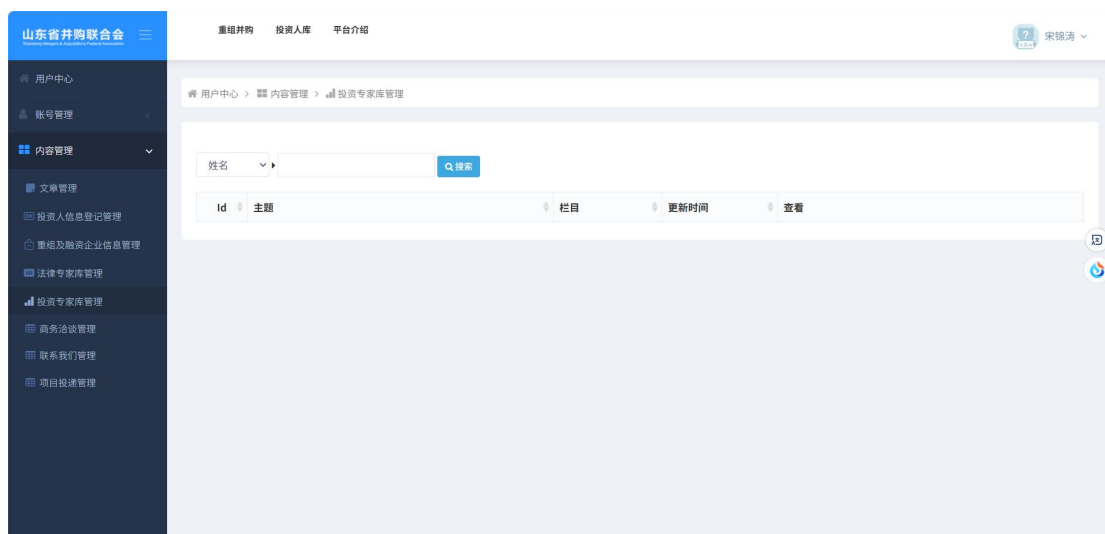 山东省并购联合会
重组并购 投资人库 平台介绍
宋锦涛
用户中心
账号管理
内容管理
文章管理
投资人信息登记管理
重组及融资企业信息管理
法律专家库管理
投资专家库管理
商务洽谈管理
联系我们管理
项目投递管理
用户中心 > 内容管理 > 投资专家库管理
姓名 搜索
Id 主题 栏目 更新时间 查看